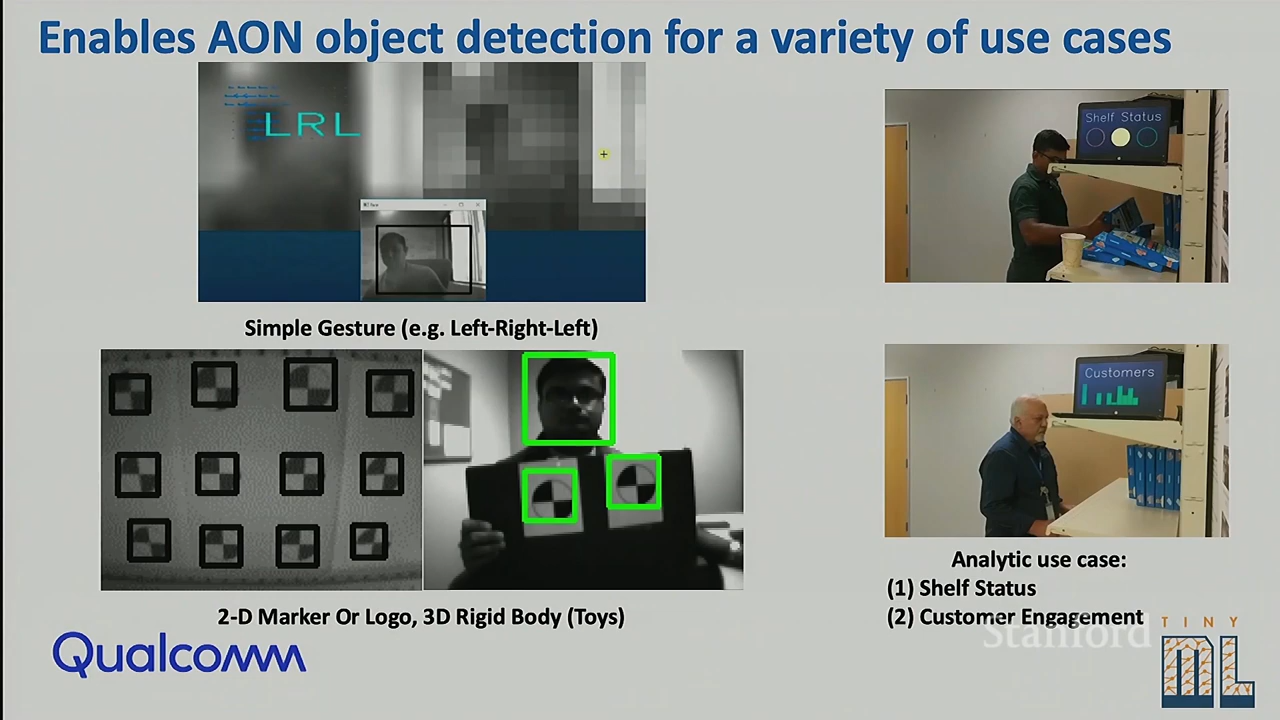 Enables AON object detection for a variety of use cases
LRL
Simple Gesture (e.g. Left-Right-Left)
2-D Marker Or Logo, 3D Rigid Body (Toys)
Shelf Status
Customers
Analytic use case:
(1) Shelf Status
(2) Customer Engagement
Stanford
Qualcomm
TINY
ML